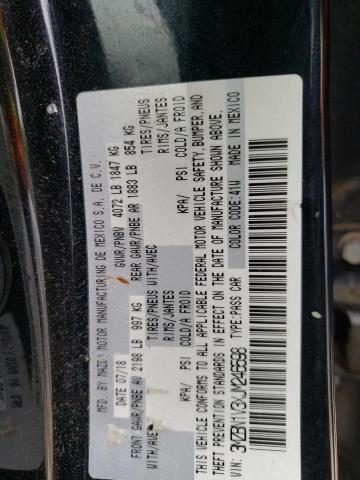 MFD. BY MAZDA MOTOR MANUFACTURING DE MEXICO S.A. DE C.V.
DATE 07/18 GVWR/PNBV 4072 LB 1847 KG
FRONT GAWR/PNBE AV 2198 LB 997 KG REAR GAWR/PNBE AR 1883 LB 854 KG
WITH/AVEC TIRES/PNEUS WITH/AVEC TIRES/PNEUS
RIMS/JANTES RIMS/JANTES
KPA/ PSI COLD/A FROID KPA/ PSI COLD/A FROID
THIS VEHICLE CONFORMS TO ALL APPLICABLE FEDERAL MOTOR VEHICLE SAFETY, BUMPER, AND
THEFT PREVENTION STANDARDS IN EFFECT ON THE DATE OF MANUFACTURE SHOWN ABOVE.
TYPE: PASS CAR COLOR CODE: 41W MADE IN MEXICO